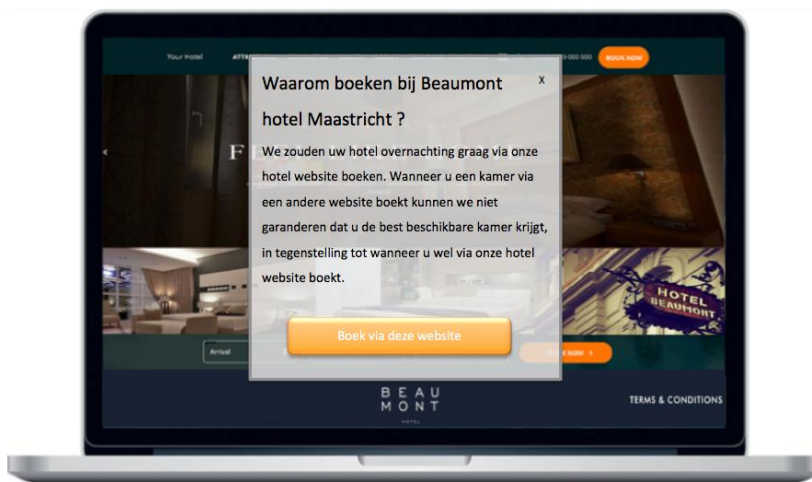 Your Hotel
BOOK NOW
Waarom boeken bij Beaumont
X
hotel Maastricht ?
We zouden uw hotel overnachting graag via onze
hotel website boeken. Wanneer u een kamer via
een andere website boekt kunnen we niet
garanderen dat u de best beschikbare kamer krijgt,
in tegenstelling tot wanneer u wel via onze hotel
website boekt.
HOTEL
BEAUMONT
Boek via deze website
Arrival
BEAU
MONT
HOTEL
TERMS & CONDITIONS